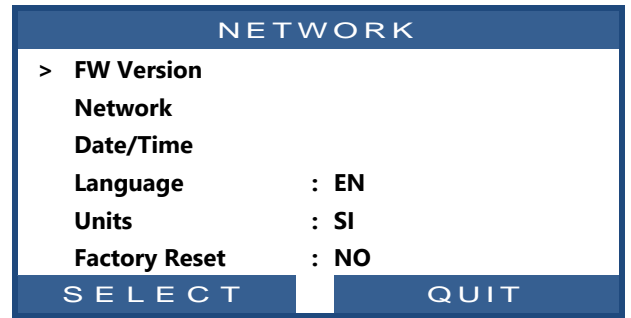 NETWORK
> FW Version
Network
Date/Time
Language : EN
Units : SI
Factory Reset : NO
SELECT QUIT